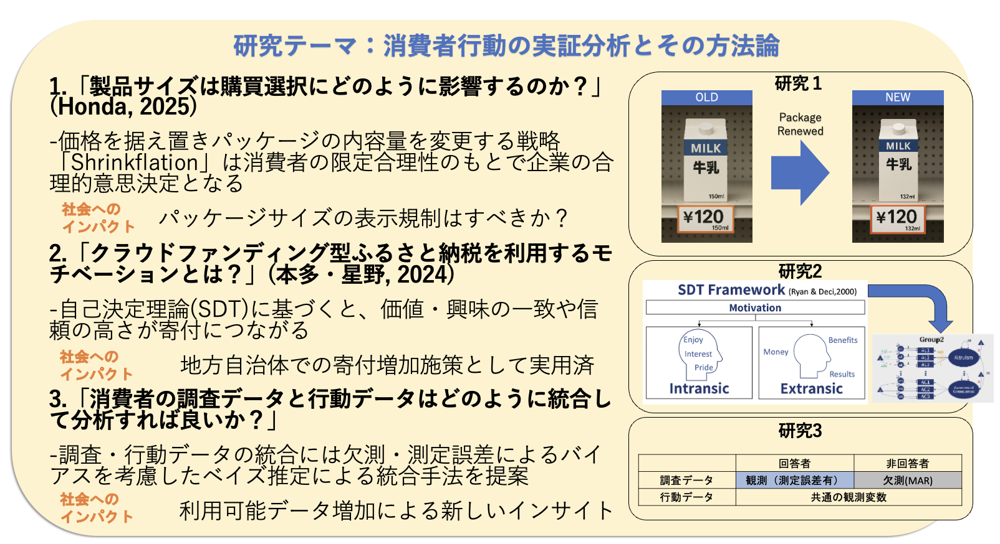 研究テーマ：消費者行動の実証分析とその方法論
1.「製品サイズは購買選択にどのように影響するのか？」
(Honda, 2025)
-価格を据え置きパッケージの内容量を変更する戦略
「Shrinkflation」は消費者の限定合理性のもとで企業の合
理的意思決定となる
社会への
インパクト
パッケージサイズの表示規制はすべきか？
2.「クラウドファンディング型ふるさと納税を利用するモ
チベーションとは？」(本多・星野, 2024)
-自己決定理論(SDT)に基づくと、価値・興味の一致や信
頼の高さが寄付につながる
社会への
インパクト
地方自治体での寄付増加施策として実用済
3.「消費者の調査データと行動データはどのように統合し
て分析すれば良いか？」
-調査・行動データの統合には欠測・測定誤差によるバイ
アスを考慮したベイズ推定による統合手法を提案
社会への
インパクト
利用可能データ増加による新しいインサイト
研究１
OLD
MILK
牛乳
150ml
¥120
150ml
Package
Renewed
NEW
MILK
牛乳
132ml
¥120
132ml
研究2
SDT Framework (Ryan & Deci,2000)
Motivation
Enjoy
Interest
Pride
Intransic
Benefits
Money
Results
Extransic
Group2
AL1
AL2
AL3
Altruism
AC1
AC2
AC3
Awareness of
Consequences
研究3
回答者 非回答者
調査データ 観測（測定誤差有） 欠測(MAR)
行動データ 共通の観測変数